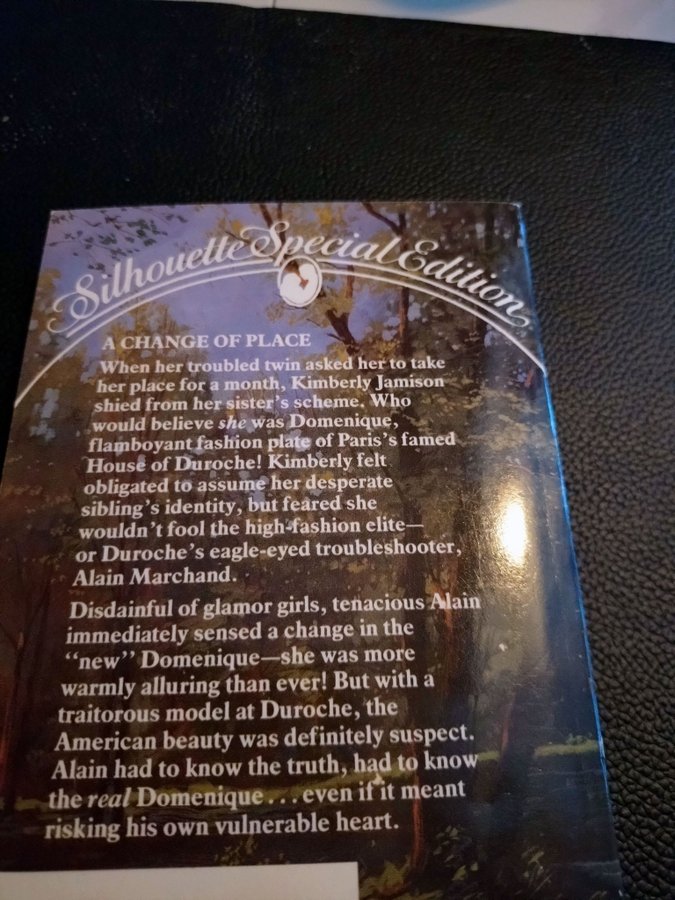 Silhouette Special Edition
A CHANGE OF PLACE
When her troubled twin asked her to take
her place for a month, Kimberly Jamison
shied from her sister's scheme. Who
would believe she was Domenique,
flamboyant fashion plate of Paris's famed
House of Duroche! Kimberly felt
obligated to assume her desperate
sibling's identity, but feared she
wouldn't fool the high-fashion elite—
or Duroche's eagle-eyed troubleshooter,
Alain Marchand.
Disdainful of glamor girls, tenacious Alain
immediately sensed a change in the
"new" Domenique—she was more
warmly alluring than ever! But with a
traitorous model at Duroche, the
American beauty was definitely suspect.
Alain had to know the truth, had to know
the real Domenique...even if it meant
risking his own vulnerable heart.